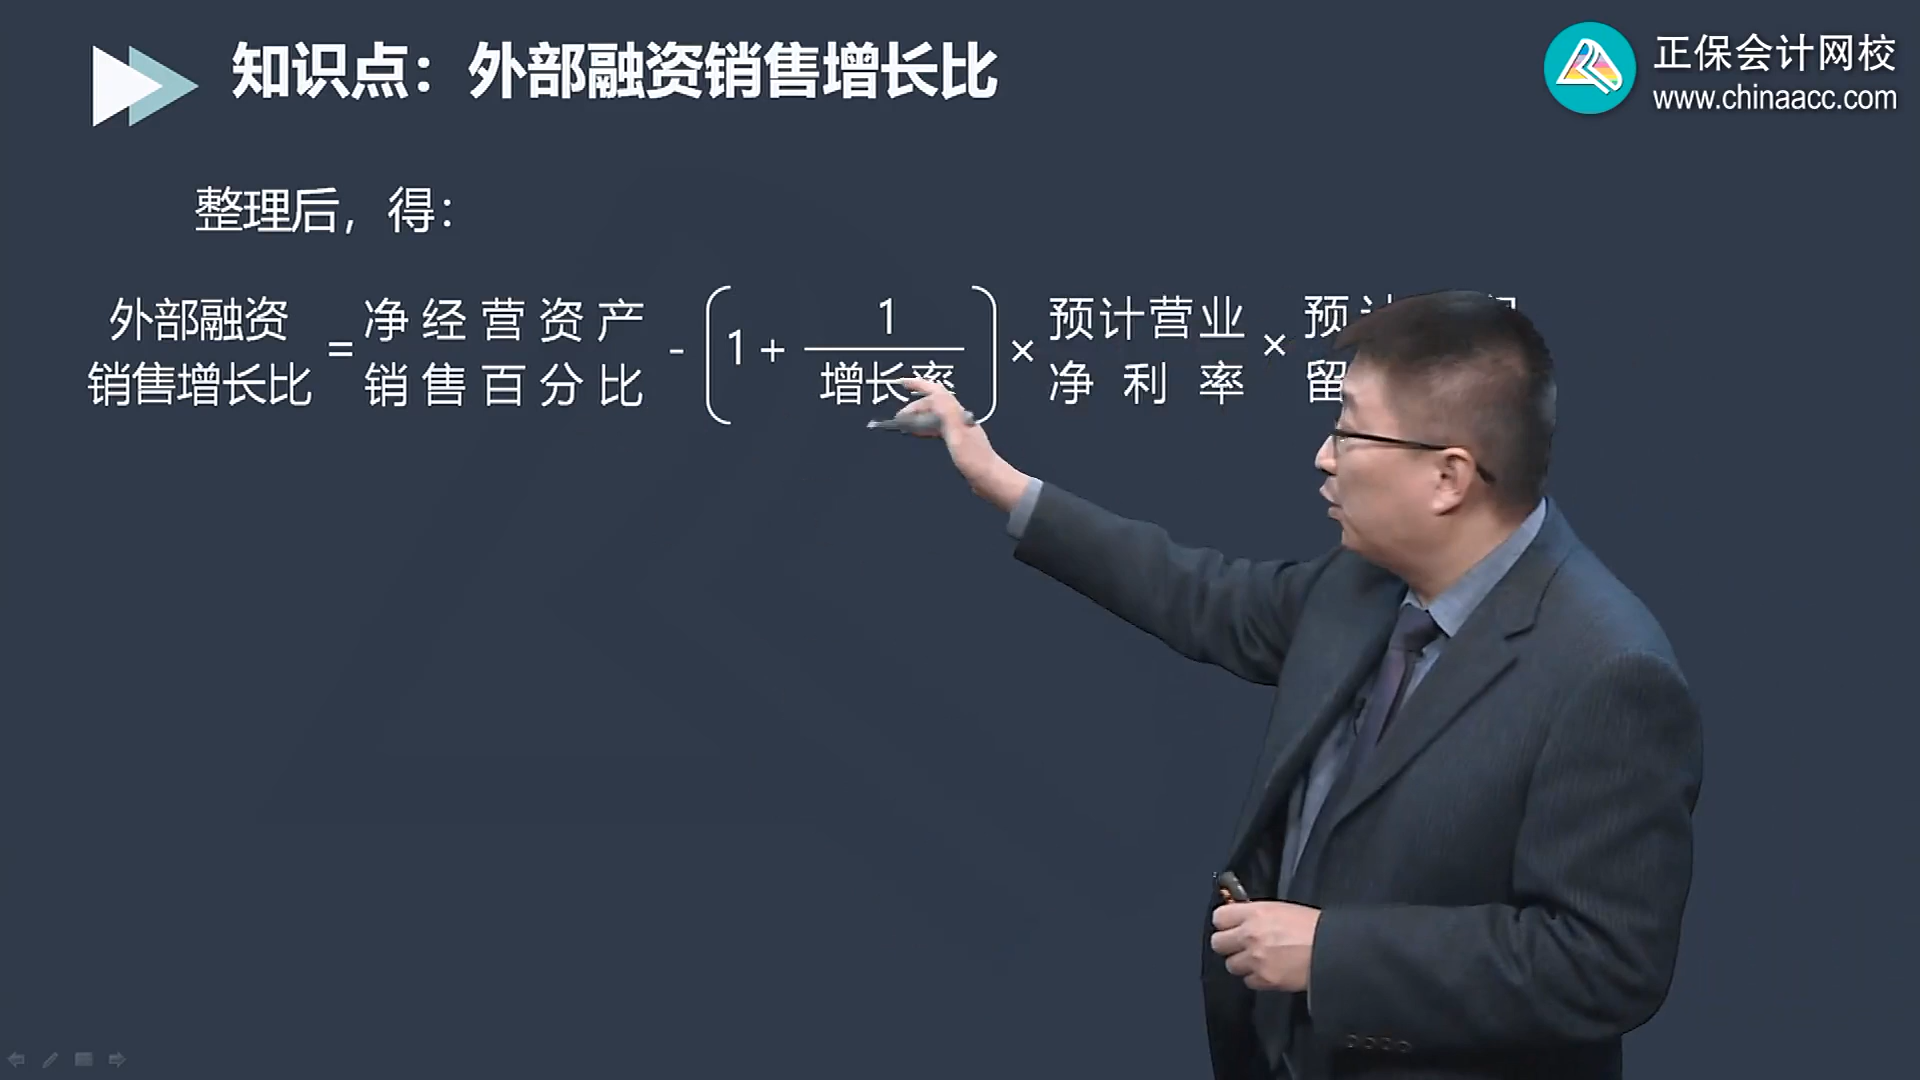 知识点：外部融资销售增长比
正保会计网校
www.chinaacc.com
整理后，得：
外部融资销售增长比 = 净经营资产销售百分比 - (1 + 1/增长率) × 预计营业净利率 × 预计 留